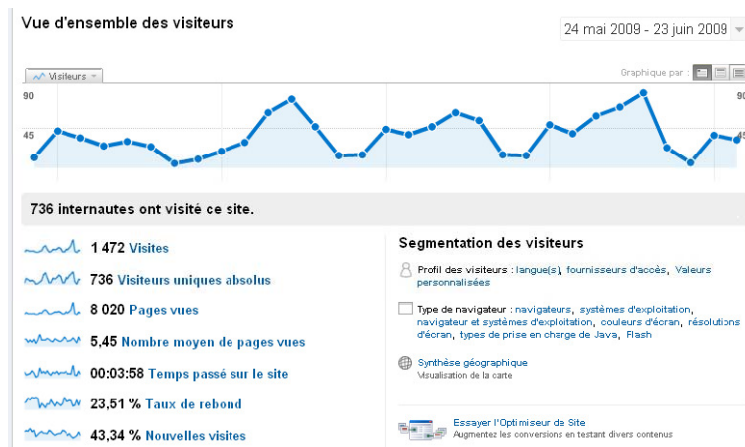 Vue d'ensemble des visiteurs
24 mai 2009 - 23 juin 2009
Visiteurs
Graphique par :
90
90
45
45
736 internautes ont visité ce site.
1 472 Visites
736 Visiteurs uniques absolus
8 020 Pages vues
5,45 Nombre moyen de pages vues
00:03:58 Temps passé sur le site
23,51 % Taux de rebond
43,34 % Nouvelles visites
Segmentation des visiteurs
Profil des visiteurs : langue(s), fournisseurs d'accès, Valeurs
personnalisées
Type de navigateur : navigateurs, systèmes d'exploitation,
navigateur et systèmes d'exploitation, couleurs d'écran, résolutions
d'écran, types de prise en charge de Java, Flash
Synthèse géographique
Visualisation de la carte
Essayer l'Optimiseur de Site
Augmentez les conversions en testant divers contenus